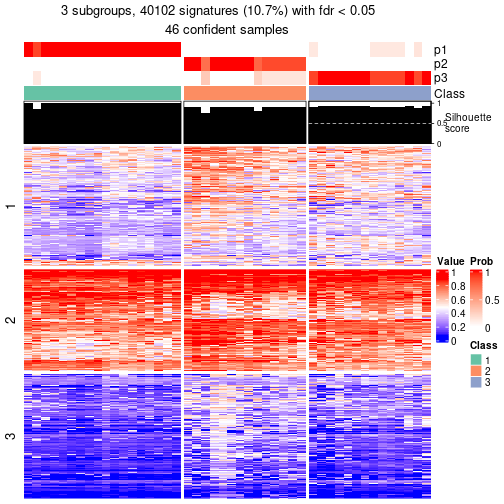 3 subgroups, 40102 signatures (10.7%) with fdr < 0.05
46 confident samples
p1
p2
p3
Class
1
0.5
0
Silhouette
score
1
2
3
Value
1
0.8
0.6
0.4
0.2
0
Prob
1
0.5
0
Class
1
2
3